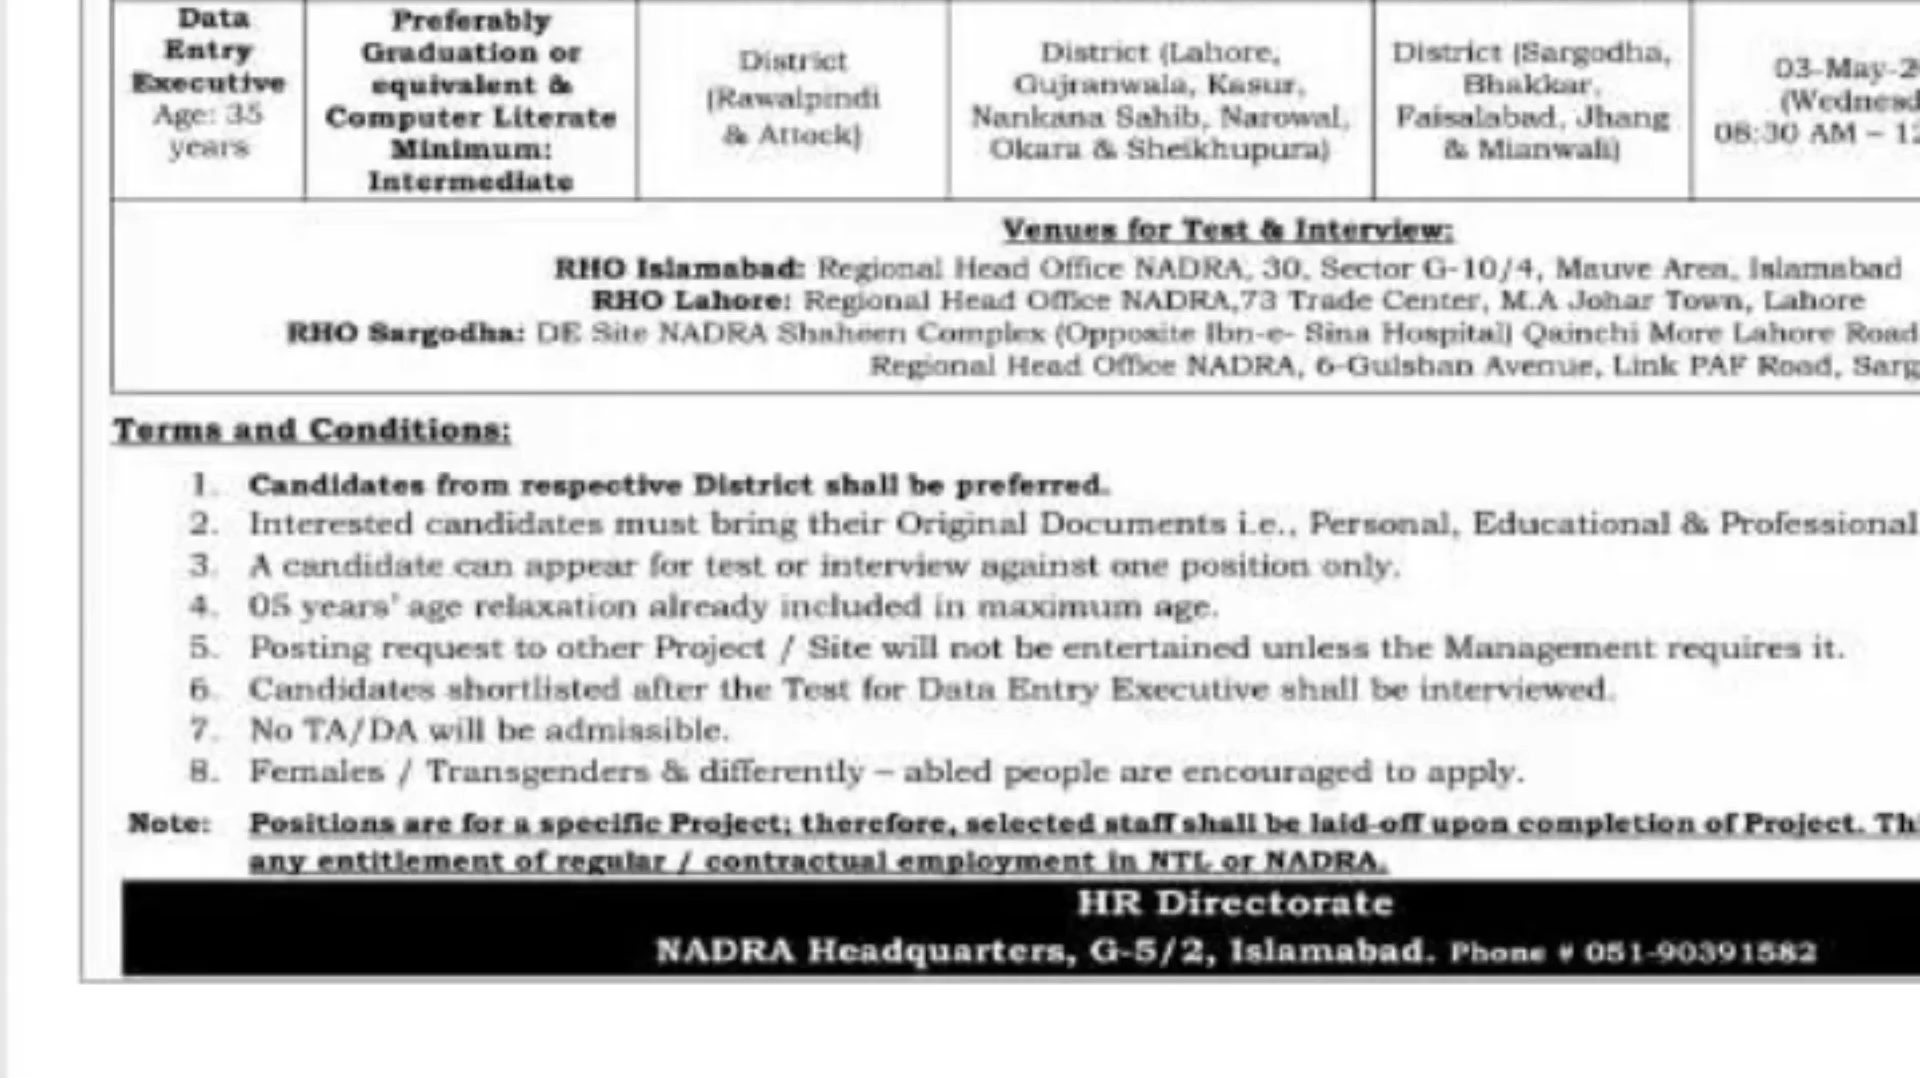 Data
Entry
Executive
Age: 35
years
Preferably
Graduation or
equivalent &
Computer Literate
Minimum:
Intermediate
District
(Rawalpindi
& Attock)
District (Lahore,
Gujranwala, Kasur,
Nankana Sahib, Narowal,
Okara & Sheikhupura)
District (Sargodha,
Bhakkar,
Faisalabad, Jhang
& Mianwali)
03-May-2
(Wednesd
08:30 AM – 12
Venues for Test & Interview:
RHO Islamabad: Regional Head Office NADRA, 30, Sector G-10/4, Mauve Area, Islamabad
RHO Lahore: Regional Head Office NADRA,73 Trade Center, M.A Johar Town, Lahore
RHO Sargodha: DE Site NADRA Shaheen Complex (Opposite Ibn-e- Sina Hospital) Qainchi More Lahore Road
Regional Head Office NADRA, 6-Gulshan Avenue, Link PAF Road, Sarg
Terms and Conditions:
1. Candidates from respective District shall be preferred.
2. Interested candidates must bring their Original Documents i.e., Personal, Educational & Professional
3. A candidate can appear for test or interview against one position only.
4. 05 years' age relaxation already included in maximum age.
5. Posting request to other Project / Site will not be entertained unless the Management requires it.
6. Candidates shortlisted after the Test for Data Entry Executive shall be interviewed.
7. No TA/DA will be admissible.
8. Females / Transgenders & differently – abled people are encouraged to apply.
Note: Positions are for a specific Project; therefore, selected staff shall be laid-off upon completion of Project. Th
any entitlement of regular / contractual employment in NTL or NADRA.
HR Directorate
NADRA Headquarters, G-5/2, Islamabad. Phone # 051-90391582